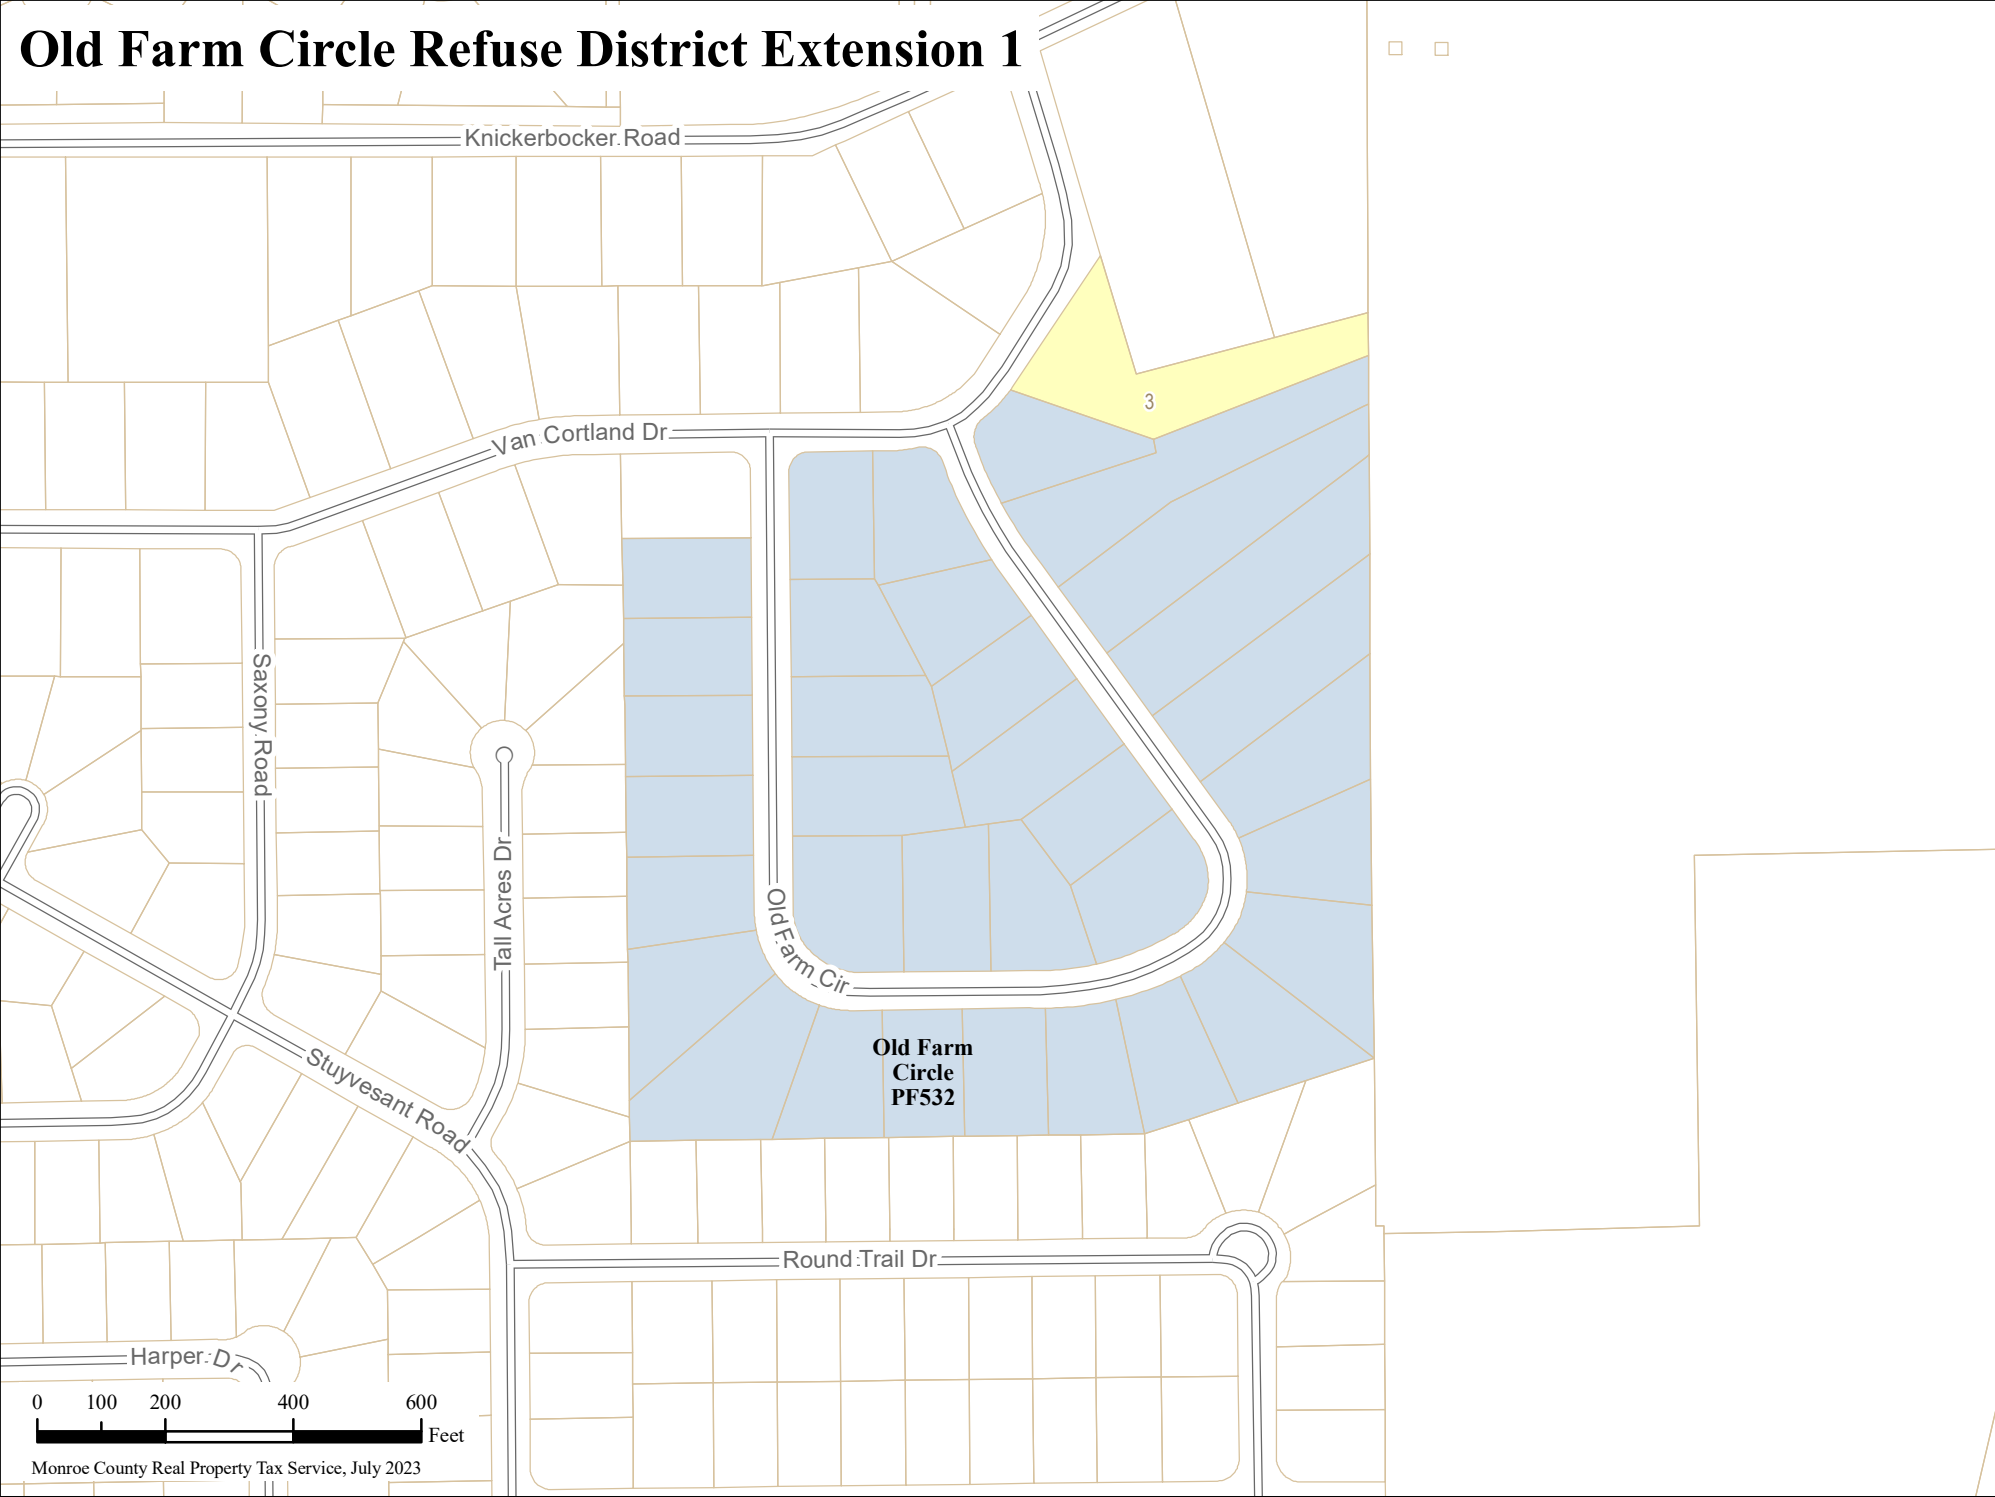 Old Farm Circle Refuse District Extension 1
Knickerbocker Road
3
Van Cortland Dr
Saxony Road
Tall Acres Dr
Old Farm Cir
Old Farm
Circle
PF532
Stuyvesant Road
Round Trail Dr
Harper Dr
0 100 200 400 600
Feet
Monroe County Real Property Tax Service, July 2023